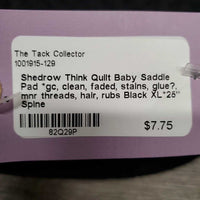 The Tack Collector
1001915-129
Shedrow Think Quilt Baby Saddle
Pad *gc, clean, faded, stains, glue?,
mnr threads, hair, rubs Black XL*25"
Spine
82Q29P
$7.75